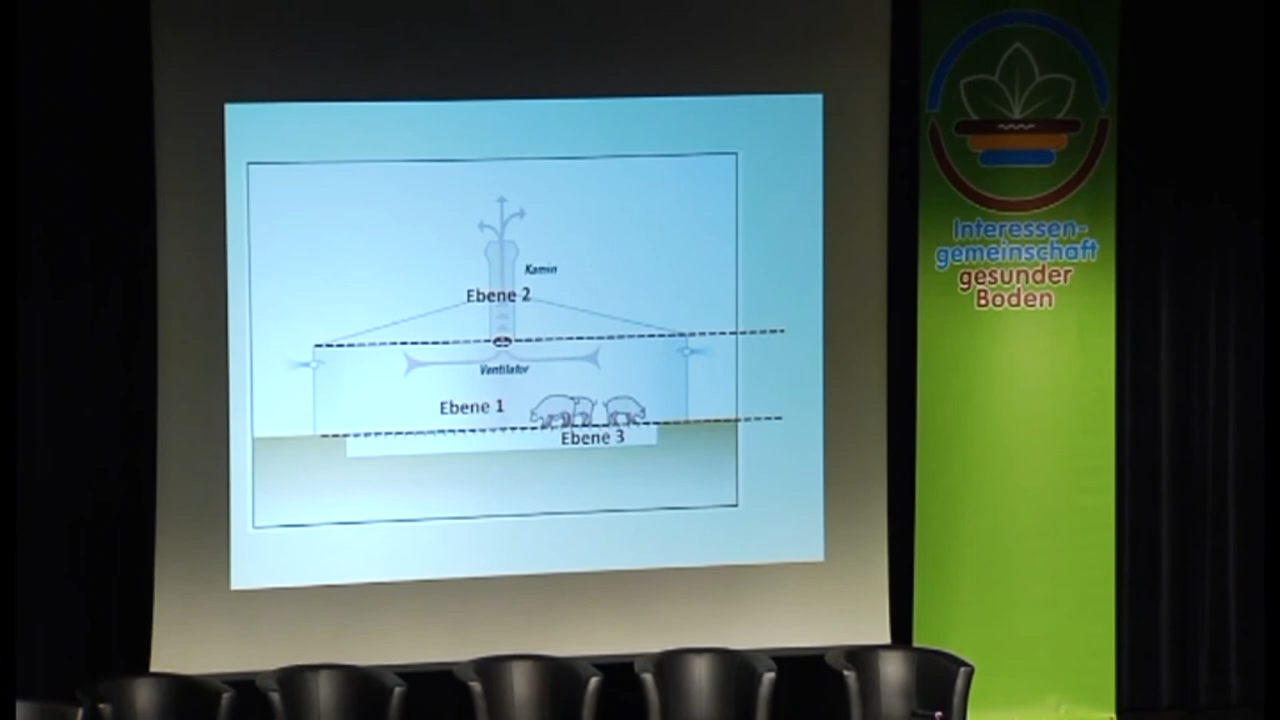 Kamin
Ebene 2
Ventilator
Ebene 1
Ebene 3
Interessen-
gemeinschaft
gesunder
Boden